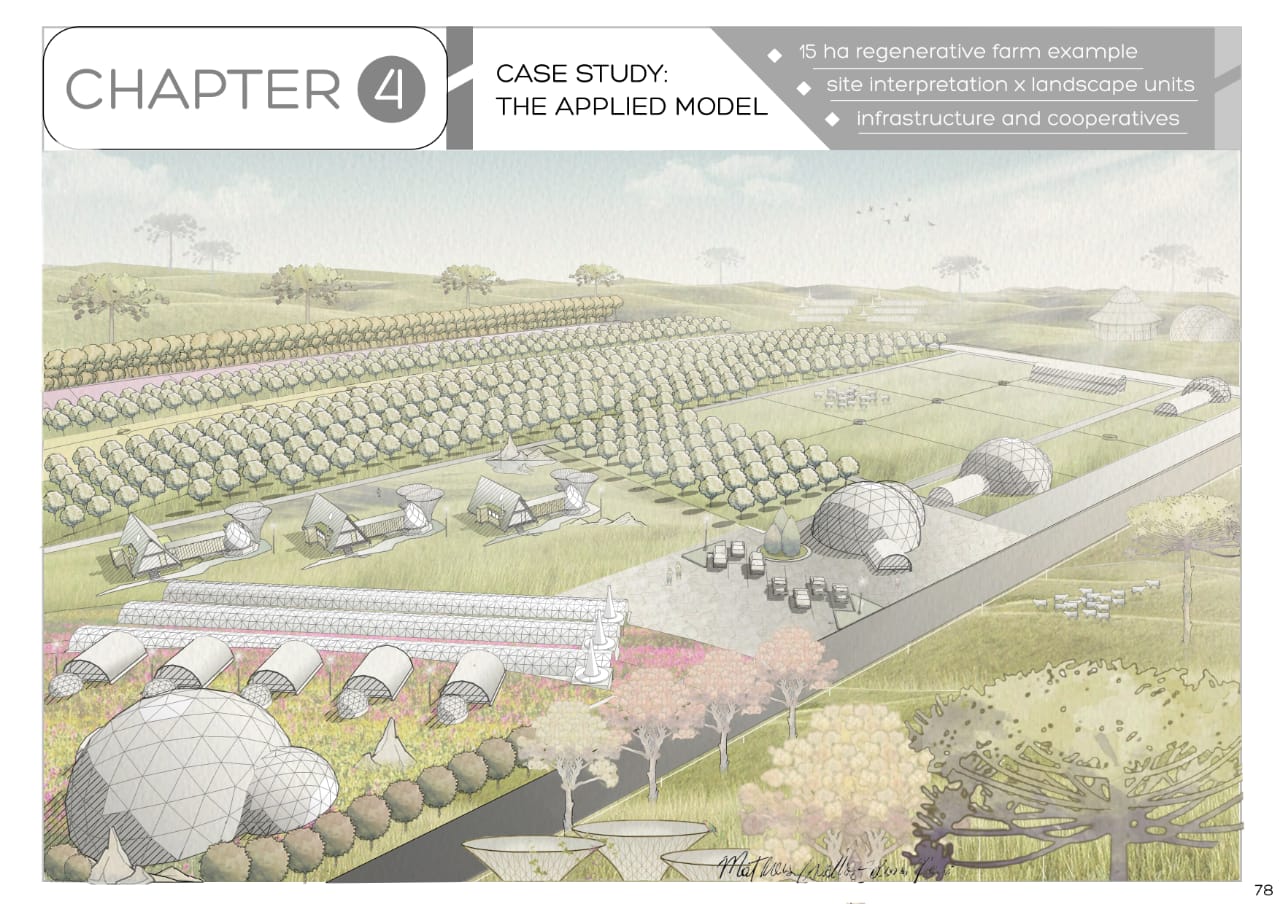 CHAPTER 4
CASE STUDY:
THE APPLIED MODEL
15 ha regenerative farm example
site interpretation x landscape units
infrastructure and cooperatives
78